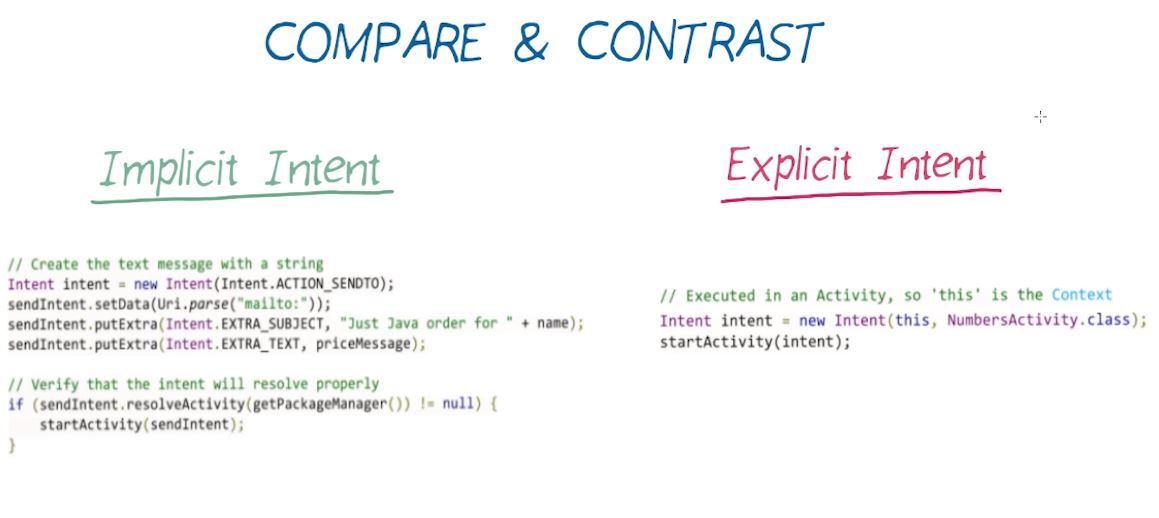 COMPARE & CONTRAST
Implicit Intent
// Create the text message with a string
Intent intent = new Intent(Intent.ACTION_SENDTO);
sendIntent.setData(Uri.parse("mailto:"));
sendIntent.putExtra(Intent.EXTRA_SUBJECT, "Just Java order for " + name);
sendIntent.putExtra(Intent.EXTRA_TEXT, priceMessage);
// Verify that the intent will resolve properly
if (sendIntent.resolveActivity(getPackageManager()) != null) {
startActivity(sendIntent);
}
Explicit Intent
// Executed in an Activity, so 'this' is the Context
Intent intent = new Intent(this, NumbersActivity.class);
startActivity(intent);